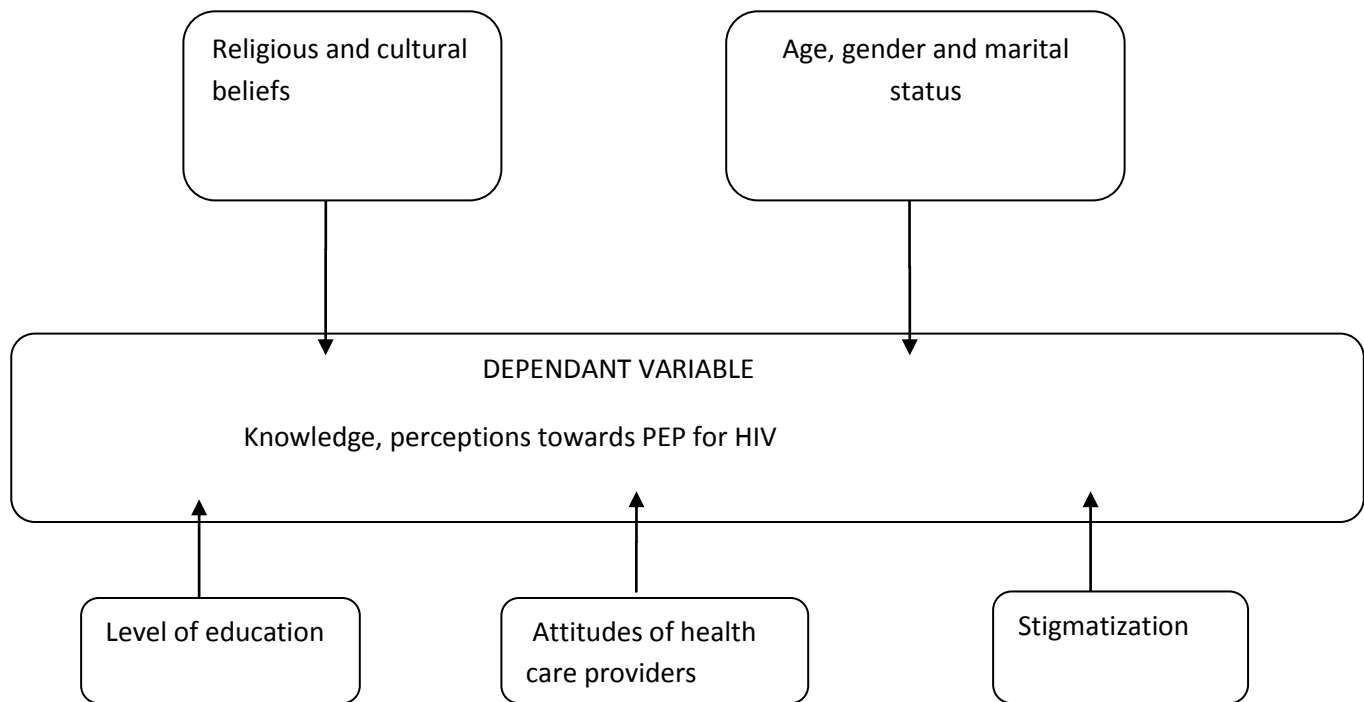 Religious and cultural
beliefs
Age, gender and marital
status
DEPENDANT VARIABLE
Knowledge, perceptions towards PEP for HIV
Level of education
Attitudes of health
care providers
Stigmatization